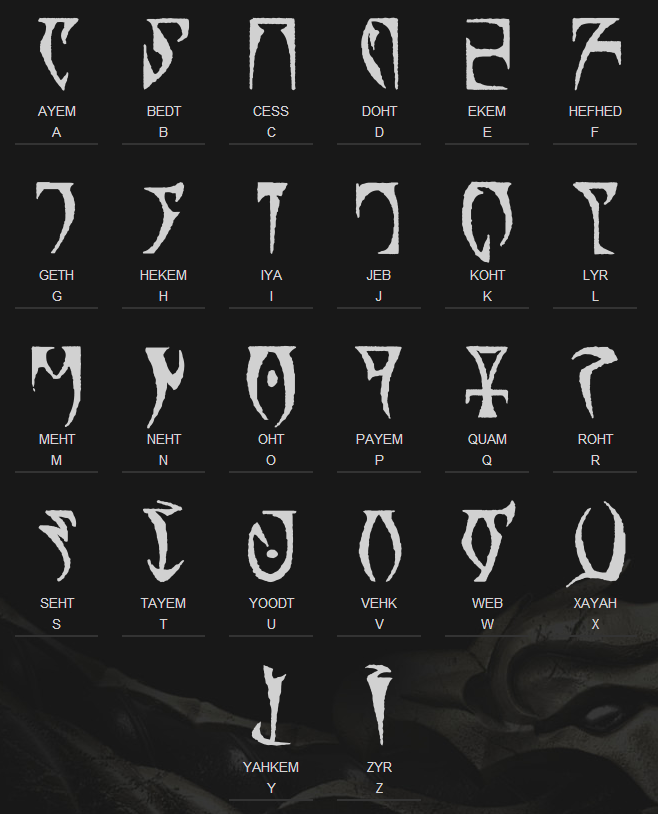 AYEM BEDT CESS DOHT EKEM HEFHED
A B C D E F
GETH HEKEM IYA JEB KOHT LYR
G H I J K L
MEHT NEHT OHT PAYEM QUAM ROHT
M N O P Q R
SEHT TAYEM YOODT VEHK WEB XAYAH
S T U V W X
YAHKEM ZYR
Y Z